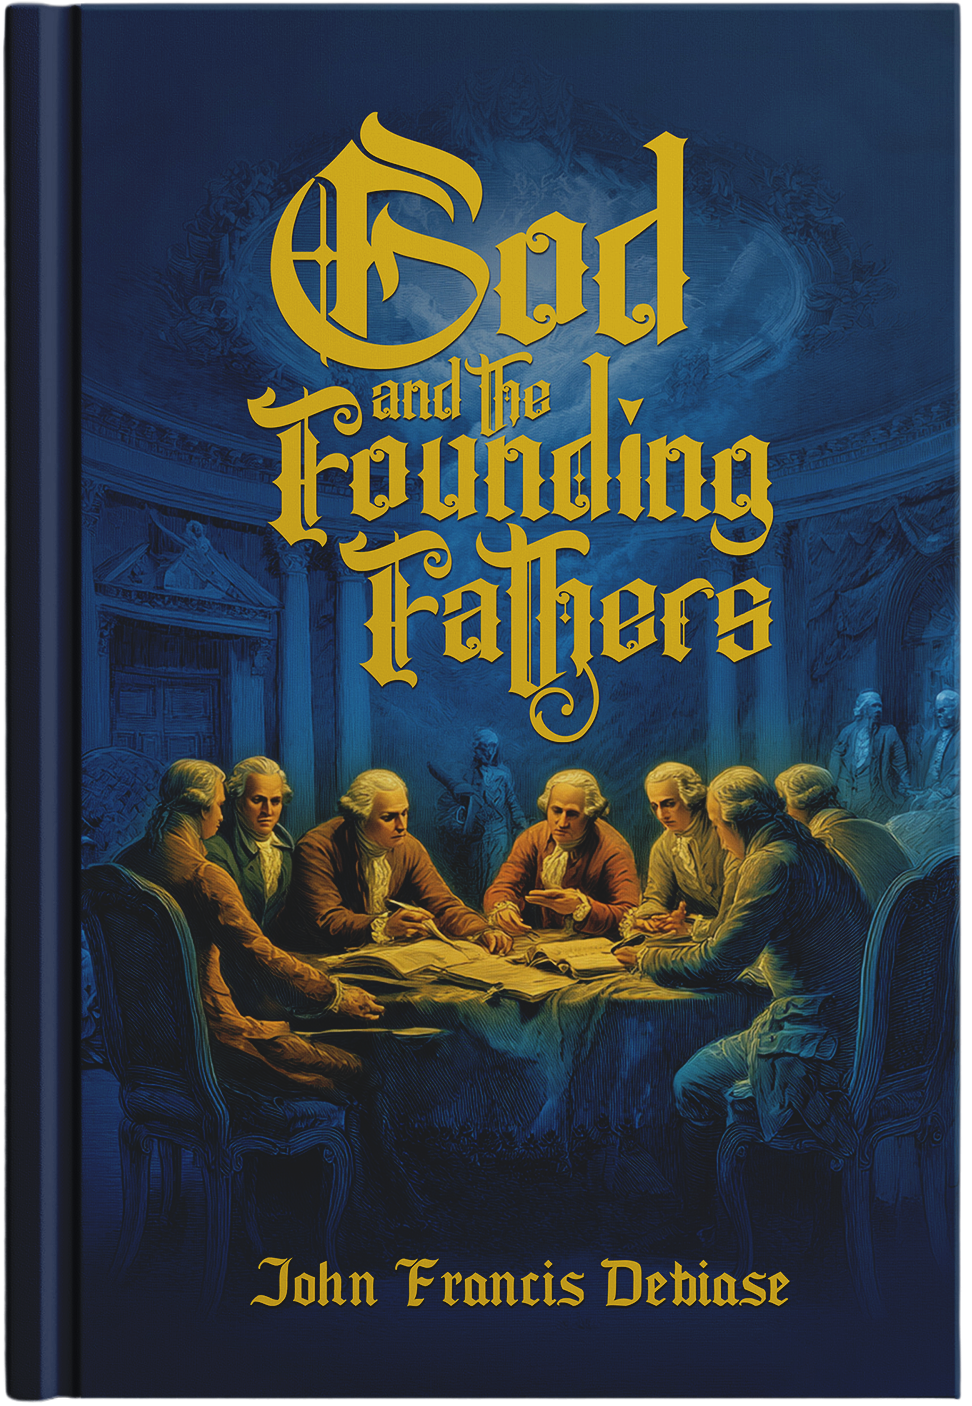 God
and the
Founding
Fathers
John Francis Debiase